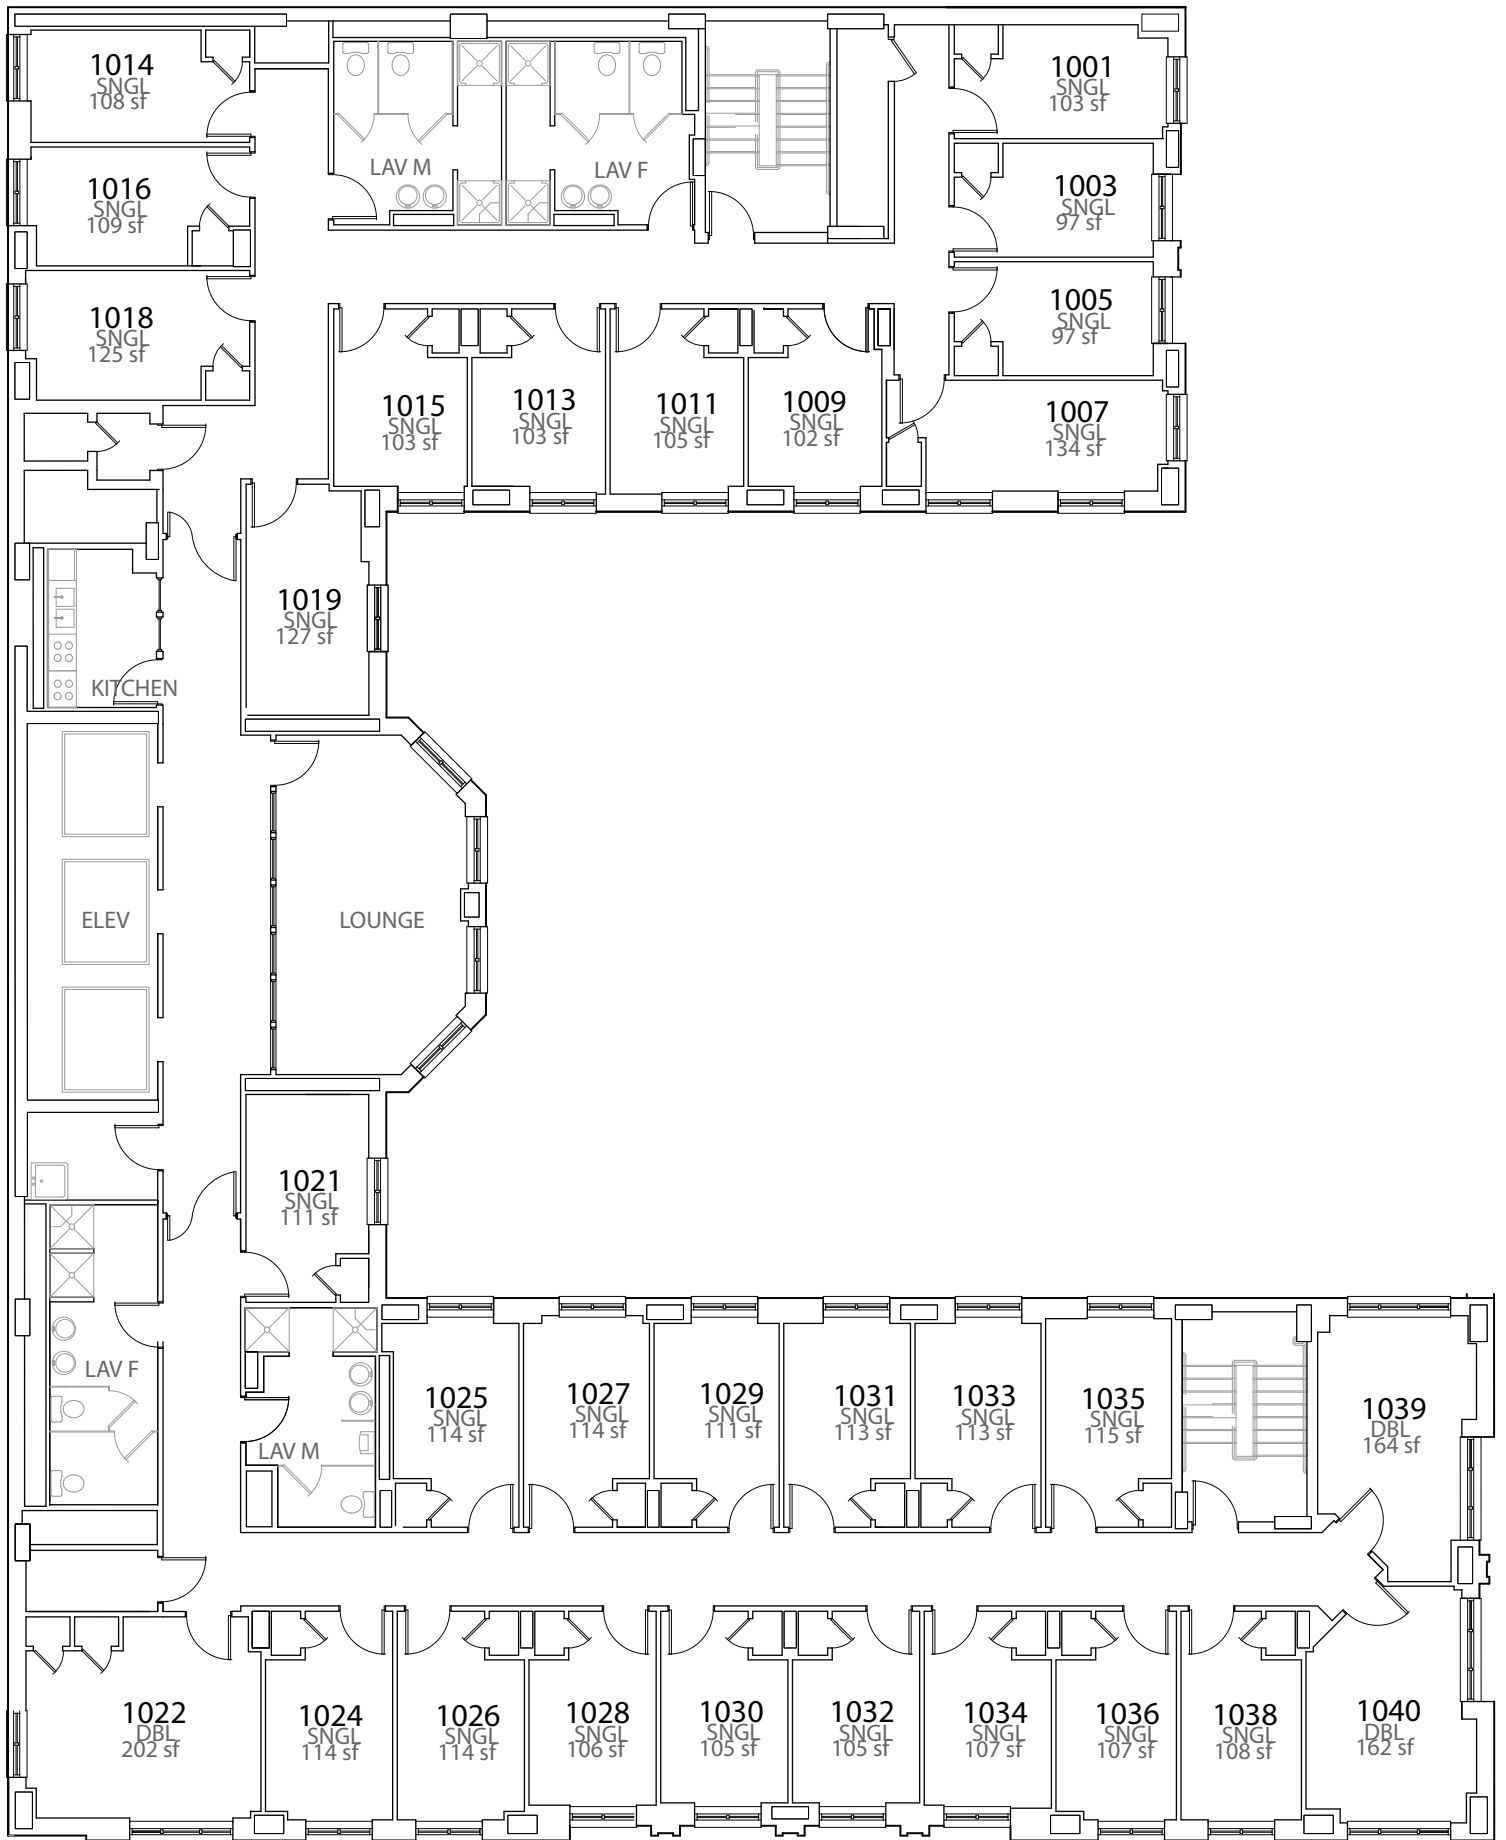 1014
SNGL
108 sf
LAV M
LAV F
1001
SNGL
103 sf
1016
SNGL
109 sf
1003
SNGL
97 sf
1018
SNGL
125 sf
1005
SNGL
97 sf
1015
SNGL
103 sf
1013
SNGL
103 sf
1011
SNGL
105 sf
1009
SNGL
102 sf
1007
SNGL
134 sf
1019
SNGL
127 sf
KITCHEN
ELEV
LOUNGE
1021
SNGL
111 sf
LAV F
LAV M
1025
SNGL
114 sf
1027
SNGL
114 sf
1029
SNGL
111 sf
1031
SNGL
113 sf
1033
SNGL
113 sf
1035
SNGL
115 sf
1039
DBL
164 sf
1022
DBL
202 sf
1024
SNGL
114 sf
1026
SNGL
114 sf
1028
SNGL
106 sf
1030
SNGL
105 sf
1032
SNGL
105 sf
1034
SNGL
107 sf
1036
SNGL
107 sf
1038
SNGL
108 sf
1040
DBL
162 sf